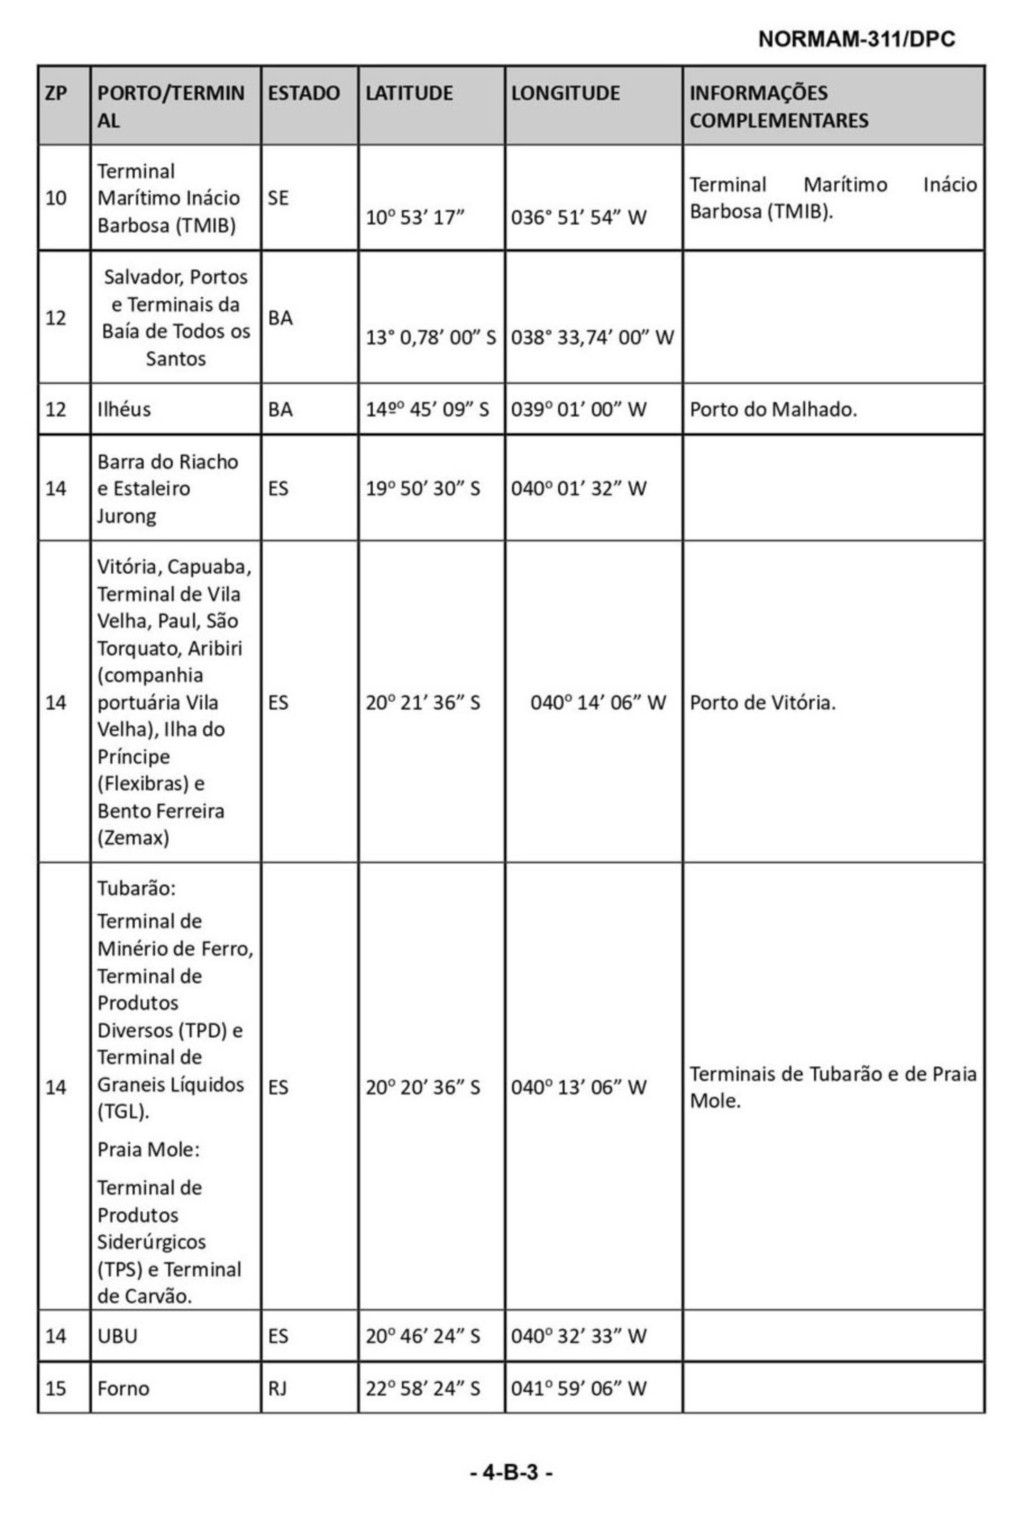 NORMAM-311/DPC
ZP PORTO/TERMIN ESTADO LATITUDE LONGITUDE INFORMAÇÕES
AL COMPLEMENTARES
Terminal
Marítimo Inácio
Barbosa (TMIB)
10 SE 10º 53’ 17” 036° 51’ 54” W
Terminal Marítimo Inácio
Barbosa (TMIB).
Salvador, Portos
e Terminais da
Baía de Todos os
Santos
12 BA 13° 0,78’ 00” S 038° 33,74’ 00” W
12 Ilhéus BA 14ºº 45’ 09” S 039º 01’ 00” W Porto do Malhado.
Barra do Riacho
14 e Estaleiro ES 19º 50’ 30” S 040º 01’ 32” W
Jurong
Vitória, Capuaba,
Terminal de Vila
Velha, Paul, São
Torquato, Aribiri
(companhia
14 portuária Vila ES 20º 21’ 36” S 040º 14’ 06” W Porto de Vitória.
Velha), Ilha do
Príncipe
(Flexibras) e
Bento Ferreira
(Zemax)
Tubarão:
Terminal de
Minério de Ferro,
Terminal de
Produtos
Diversos (TPD) e
Terminal de
14 Graneis Líquidos ES 20º 20’ 36” S 040º 13’ 06” W
(TGL).
Terminais de Tubarão e de Praia
Mole.
Praia Mole:
Terminal de
Produtos
Siderúrgicos
(TPS) e Terminal
de Carvão.
14 UBU ES 20º 46’ 24” S 040º 32’ 33” W
15 Forno RJ 22º 58’ 24” S 041º 59’ 06” W
- 4-B-3 -